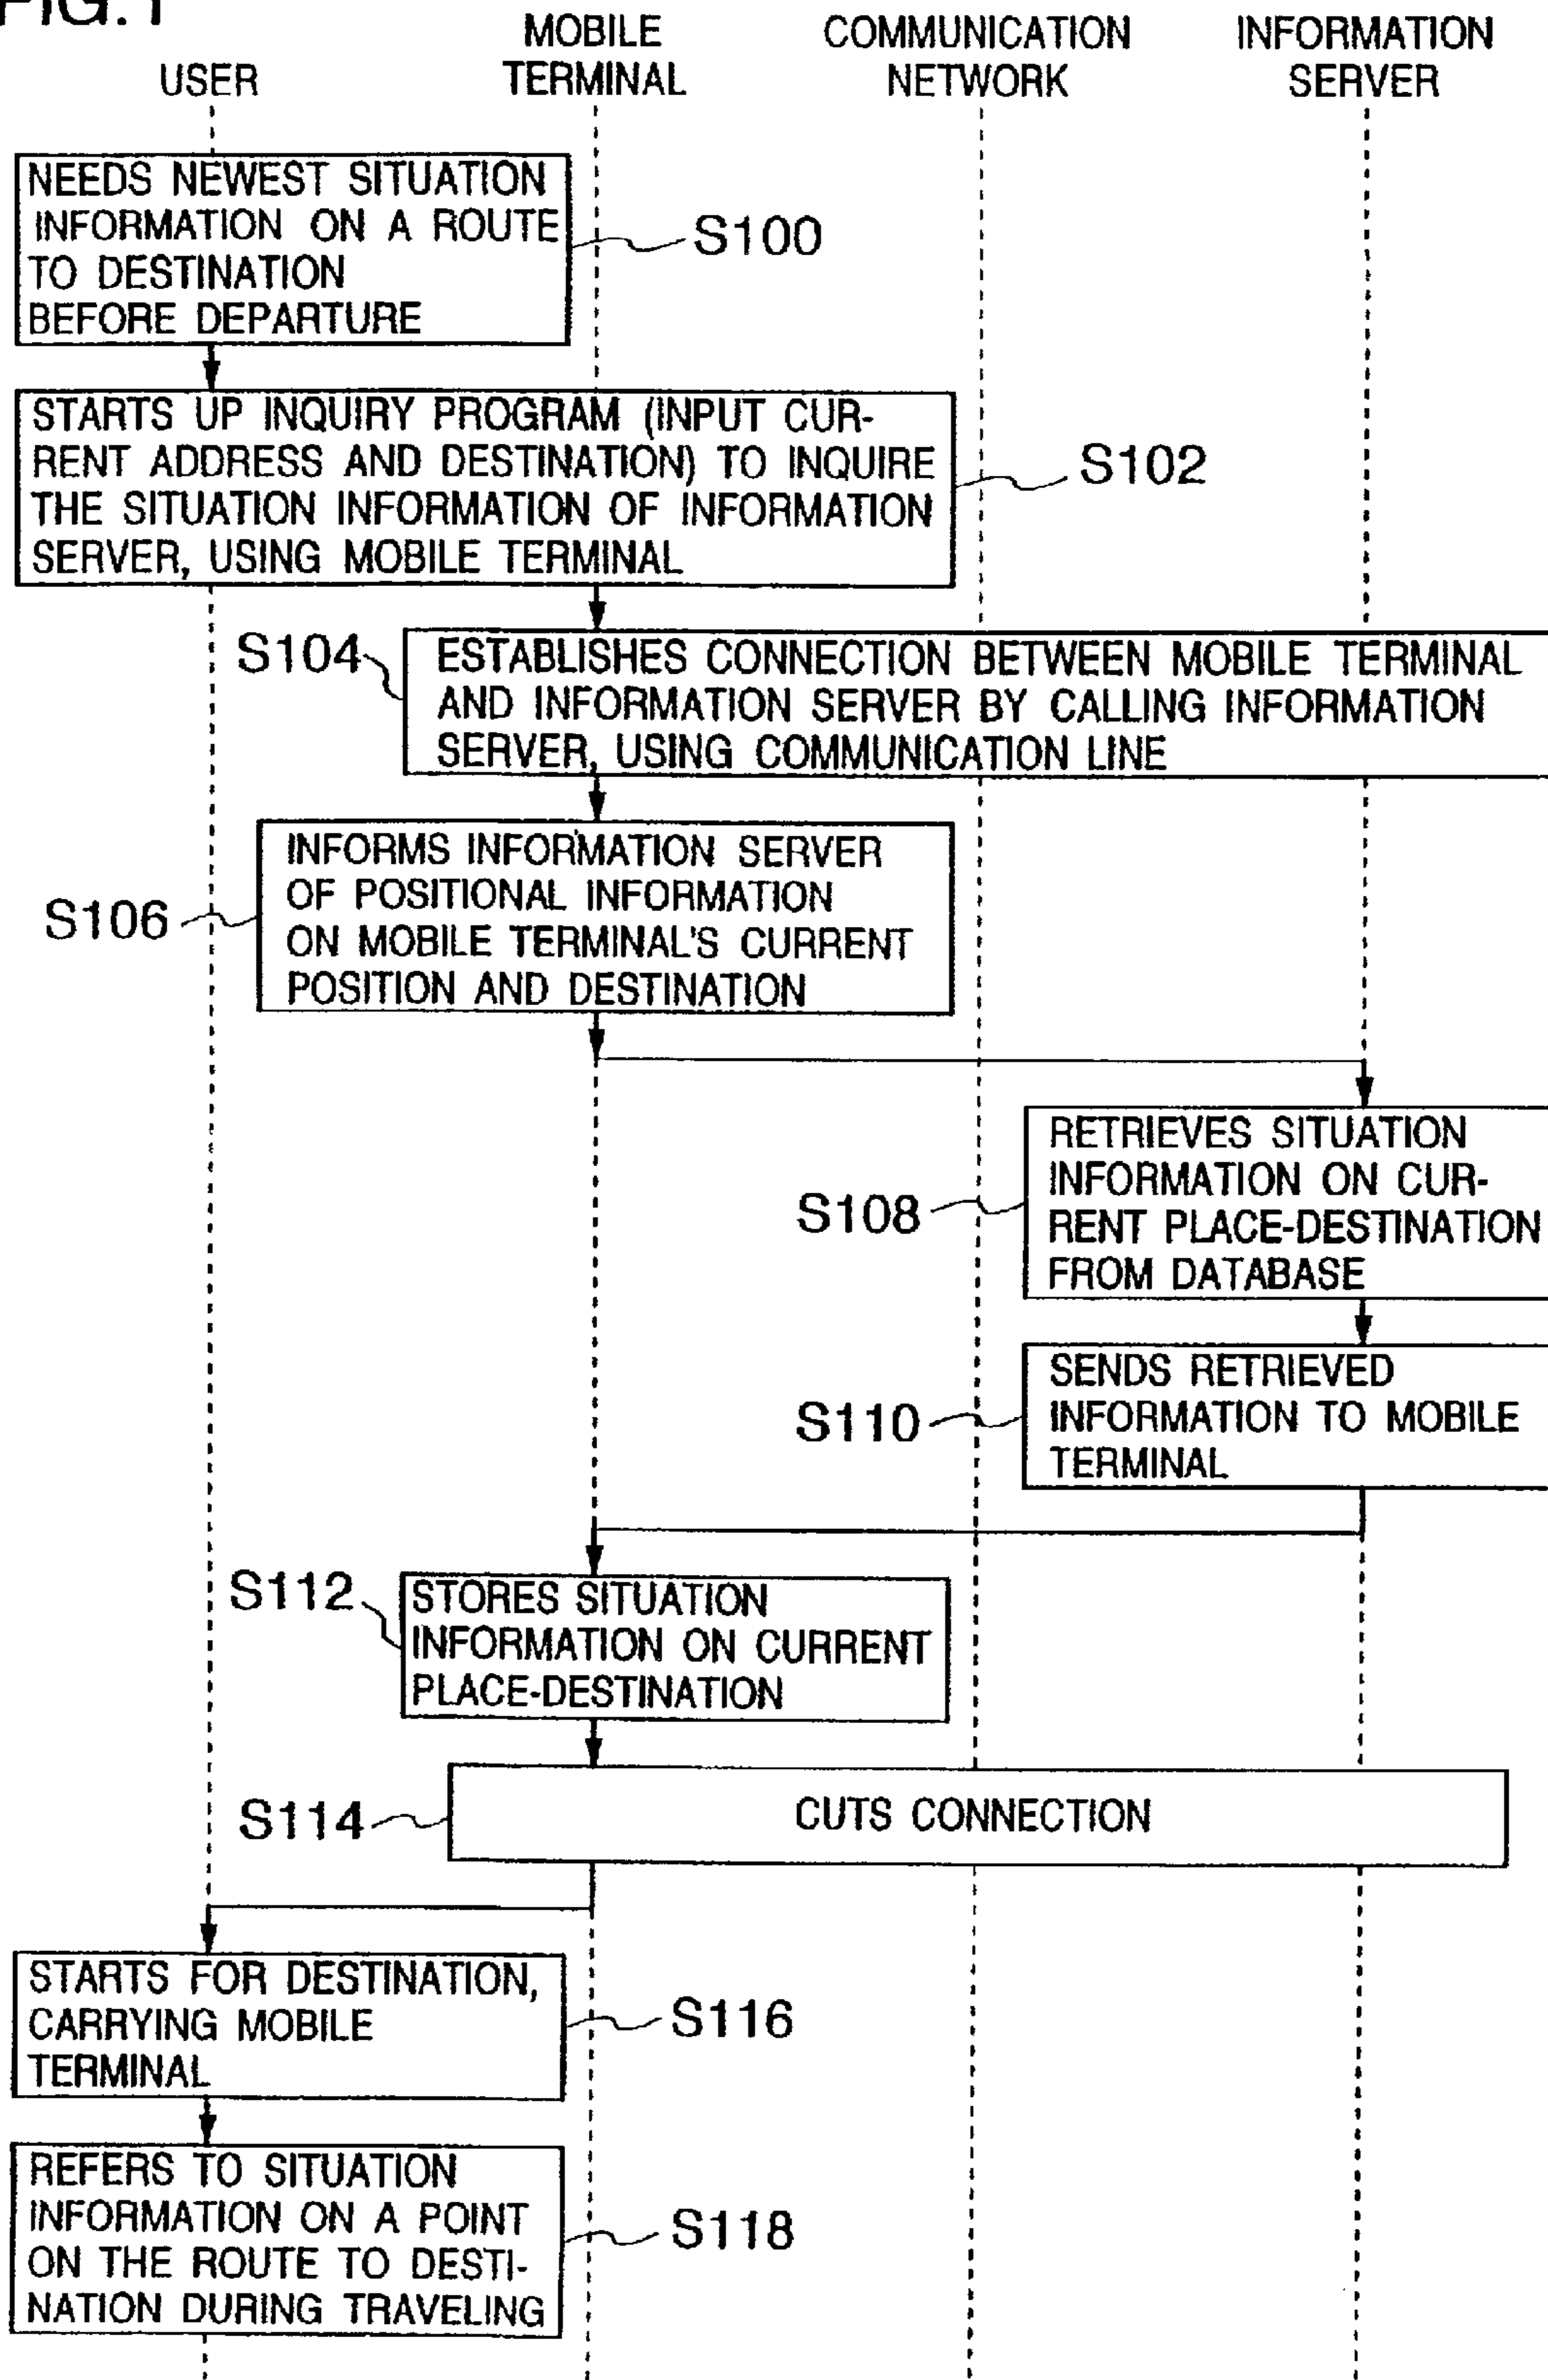 FIG.1
MOBILE
TERMINAL
COMMUNICATION
NETWORK
INFORMATION
SERVER
USER
NEEDS NEWEST SITUATION
INFORMATION ON A ROUTE
TO DESTINATION
BEFORE DEPARTURE
S100
STARTS UP INQUIRY PROGRAM (INPUT CUR-
RENT ADDRESS AND DESTINATION) TO INQUIRE
THE SITUATION INFORMATION OF INFORMATION
SERVER, USING MOBILE TERMINAL
S102
S104
ESTABLISHES CONNECTION BETWEEN MOBILE TERMINAL
AND INFORMATION SERVER BY CALLING INFORMATION
SERVER, USING COMMUNICATION LINE
S106
INFORMS INFORMATION SERVER
OF POSITIONAL INFORMATION
ON MOBILE TERMINAL'S CURRENT
POSITION AND DESTINATION
S108
RETRIEVES SITUATION
INFORMATION ON CUR-
RENT PLACE-DESTINATION
FROM DATABASE
S110
SENDS RETRIEVED
INFORMATION TO MOBILE
TERMINAL
S112
STORES SITUATION
INFORMATION ON CURRENT
PLACE-DESTINATION
S114
CUTS CONNECTION
STARTS FOR DESTINATION,
CARRYING MOBILE
TERMINAL
S116
REFERS TO SITUATION
INFORMATION ON A POINT
ON THE ROUTE TO DESTI-
NATION DURING TRAVELING
S118